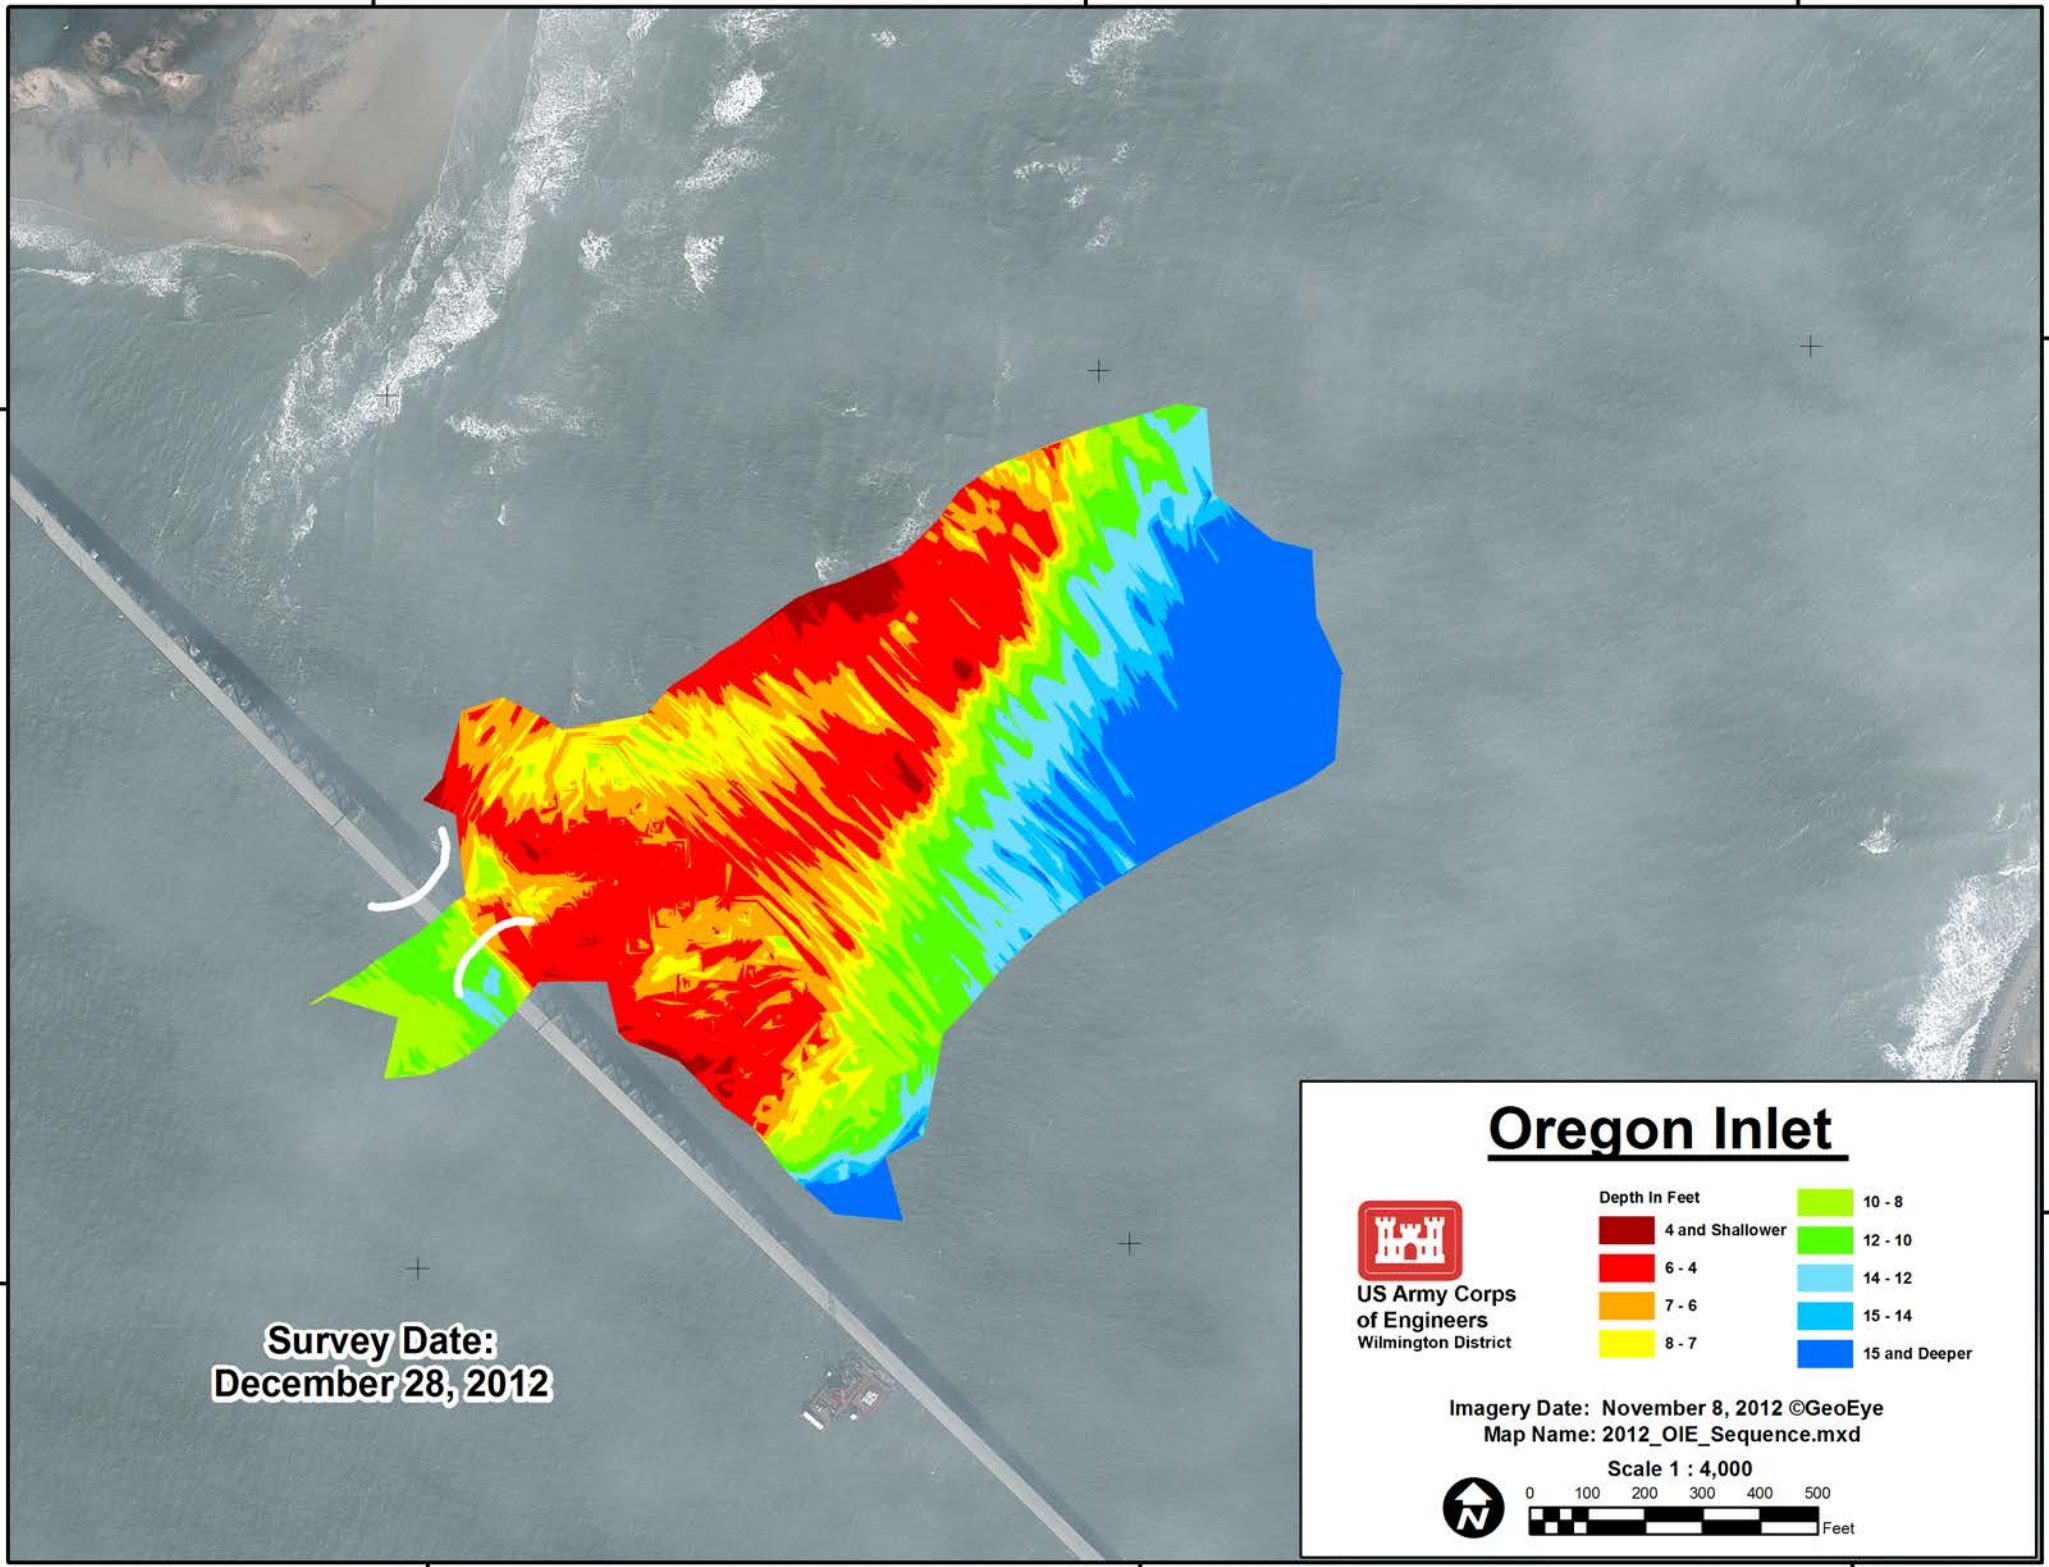 Survey Date:
December 28, 2012
Oregon Inlet
US Army Corps
of Engineers
Wilmington District
Depth In Feet
4 and Shallower
6 - 4
7 - 6
8 - 7
10 - 8
12 - 10
14 - 12
15 - 14
15 and Deeper
Imagery Date: November 8, 2012 ©GeoEye
Map Name: 2012_OIE_Sequence.mxd
Scale 1 : 4,000
N
0 100 200 300 400 500
Feet